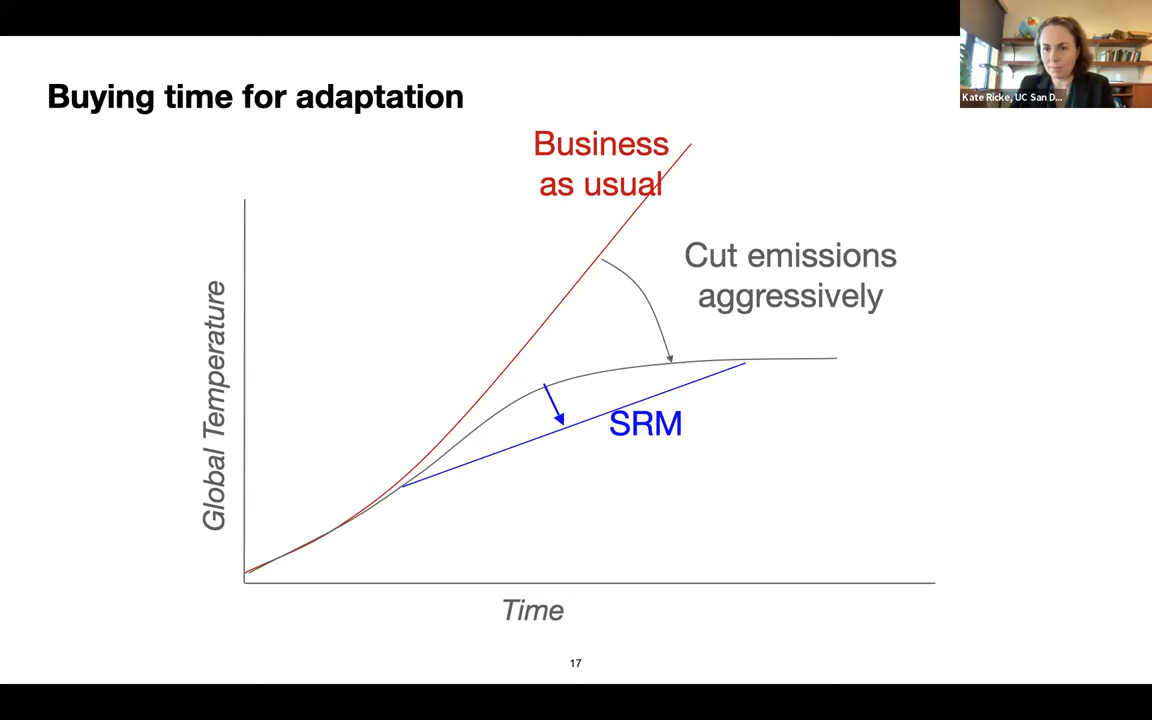 Kate Ricke, UC San D...
Buying time for adaptation
Business
as usual
Cut emissions
aggressively
Global Temperature
SRM
Time
17